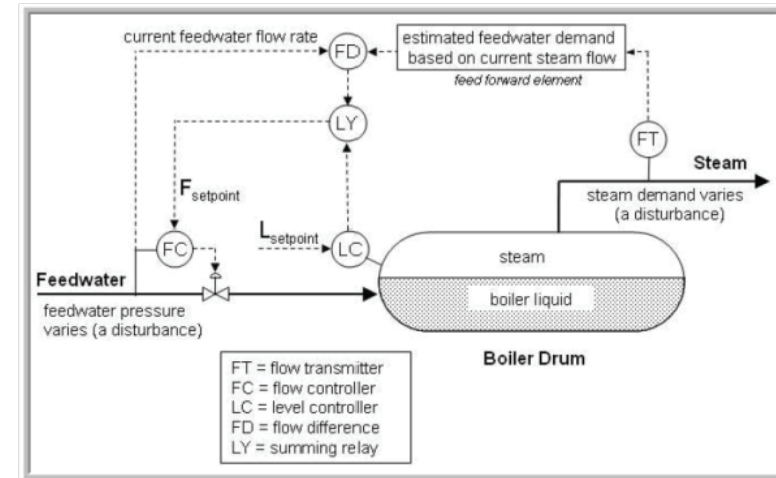 current feedwater flow rate
FD
estimated feedwater demand
based on current steam flow
feed forward element
LY
FT
Steam
steam demand varies
(a disturbance)
Fsetpoint
Lsetpoint
FC
LC
steam
Feedwater
boiler liquid
feedwater pressure
varies (a disturbance)
Boiler Drum
FT = flow transmitter
FC = flow controller
LC = level controller
FD = flow difference
LY = summing relay